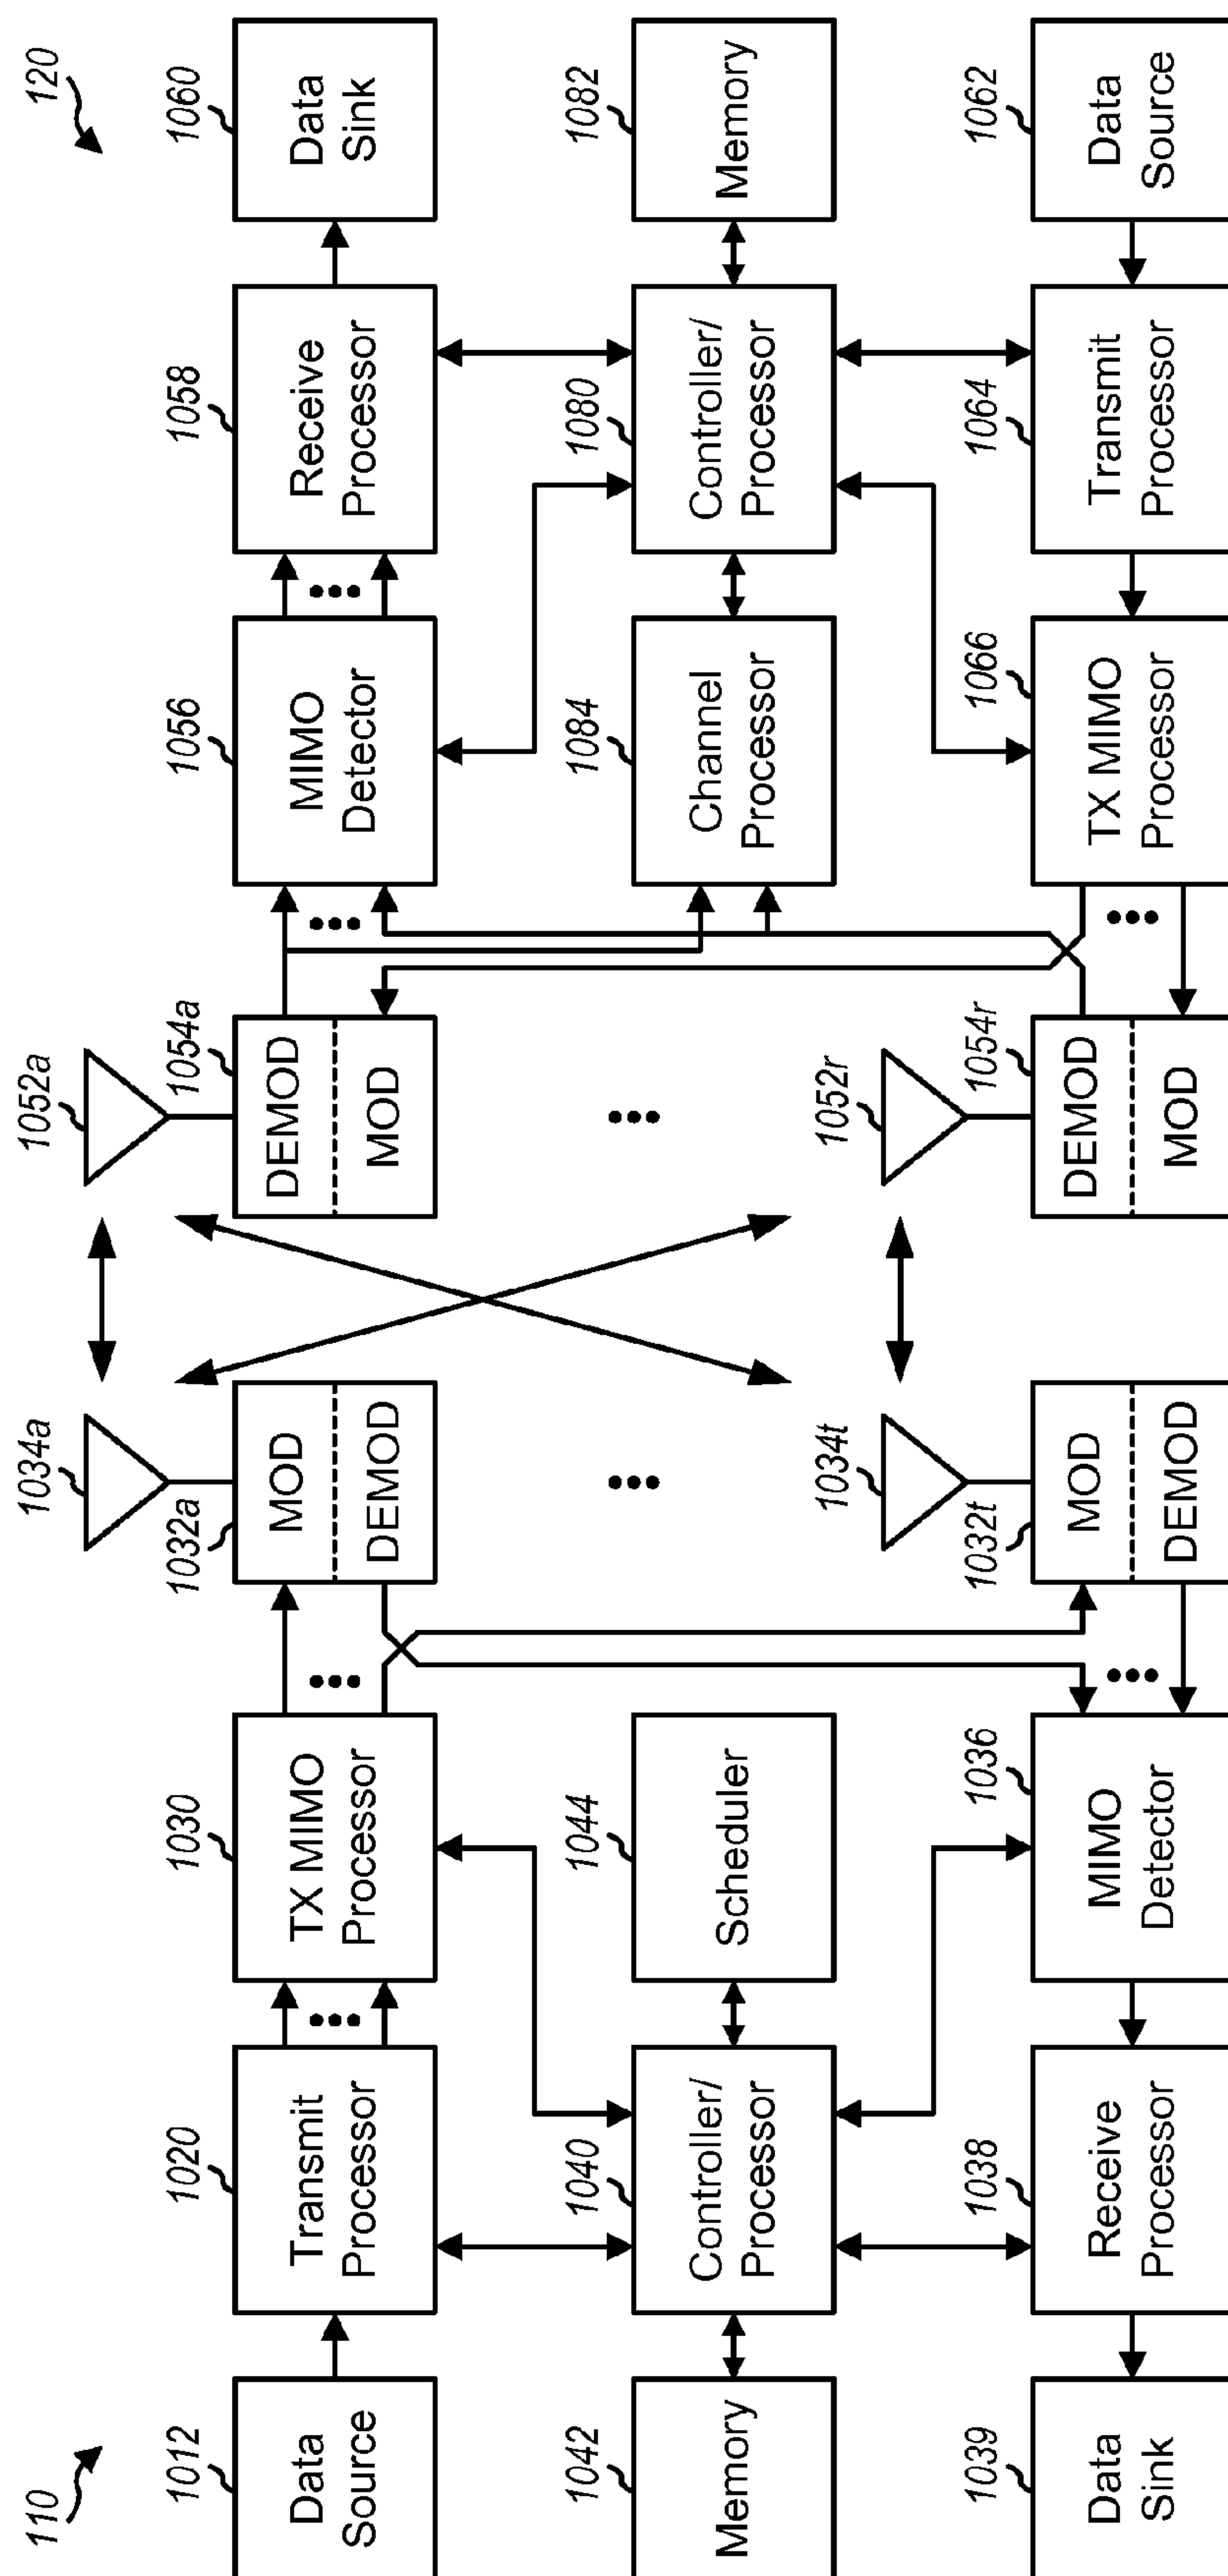 110
120
1034a
1052a
1012
1020
1030
1032a
1054a
1056
1058
1060
Data
Source
Transmit
Processor
TX MIMO
Processor
MOD
DEMOD
DEMOD
MOD
MIMO
Detector
Receive
Processor
Data
Sink
1042
1040
1044
1084
1080
1082
Memory
Controller/
Processor
Scheduler
Channel
Processor
Controller/
Processor
Memory
1034t
1052r
1039
1038
1036
1032t
1054r
1066
1064
1062
Data
Sink
Receive
Processor
MIMO
Detector
MOD
DEMOD
DEMOD
MOD
TX MIMO
Processor
Transmit
Processor
Data
Source